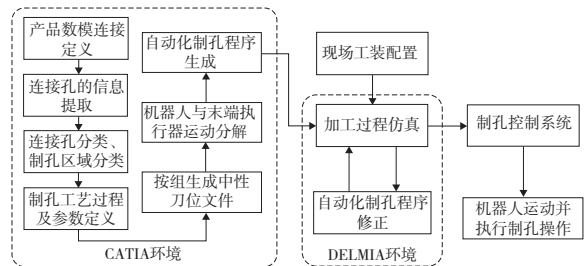 产品数模连接
定义
连接孔的信息
提取
连接孔分类、
制孔区域分类
制孔工艺过程
及参数定义
自动化制孔程序
生成
机器人与末端执
行器运动分解
按组生成中性
刀位文件
CATIA环境
现场工装配置
加工过程仿真
自动化制孔程序
修正
DELMIA环境
制孔控制系统
机器人运动并
执行制孔操作